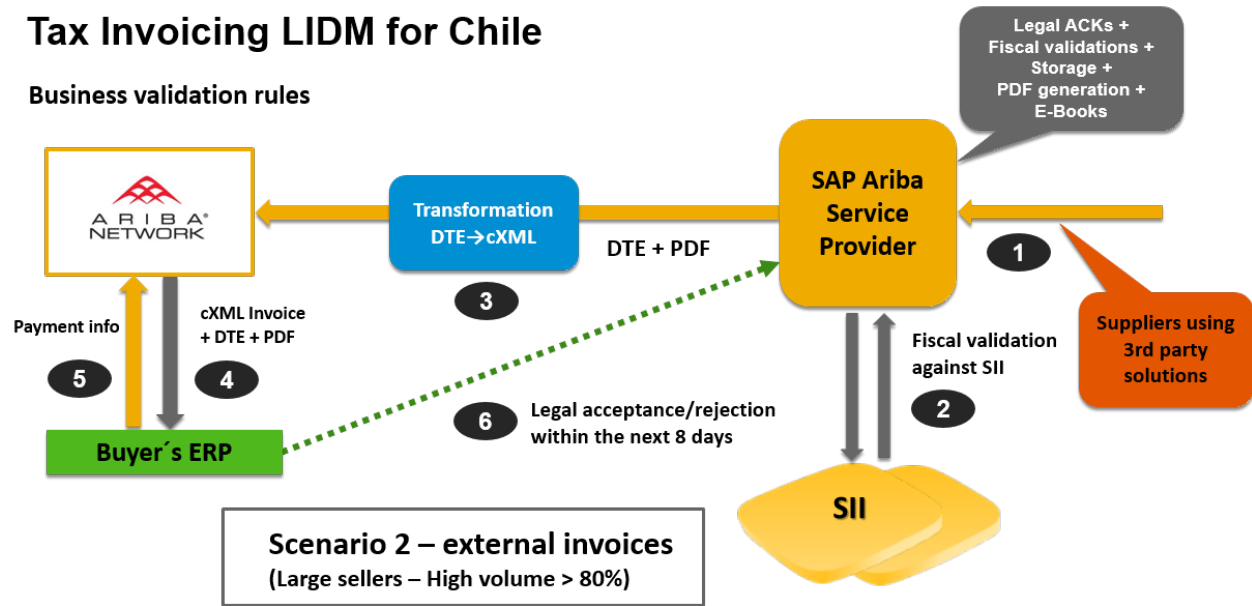 Tax Invoicing LIDM for Chile
Business validation rules
Legal ACKs +
Fiscal validations +
Storage +
PDF generation +
E-Books
ARIBA®
NETWORK
Transformation
DTE→cXML
DTE + PDF
SAP Ariba
Service
Provider
1
3
Suppliers using
3rd party
solutions
Payment info
5
cXML Invoice
+ DTE + PDF
4
Fiscal validation
against SII
2
6
Legal acceptance/rejection
within the next 8 days
Buyer´s ERP
SII
Scenario 2 – external invoices
(Large sellers – High volume > 80%)